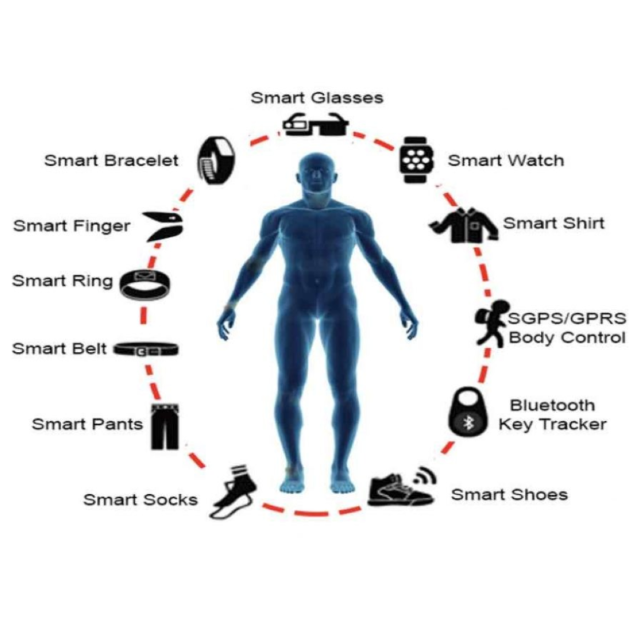 Smart Glasses
Smart Bracelet
Smart Watch
Smart Finger
Smart Shirt
Smart Ring
SGPS/GPRS
Body Control
Smart Belt
Bluetooth
Key Tracker
Smart Pants
Smart Socks
Smart Shoes